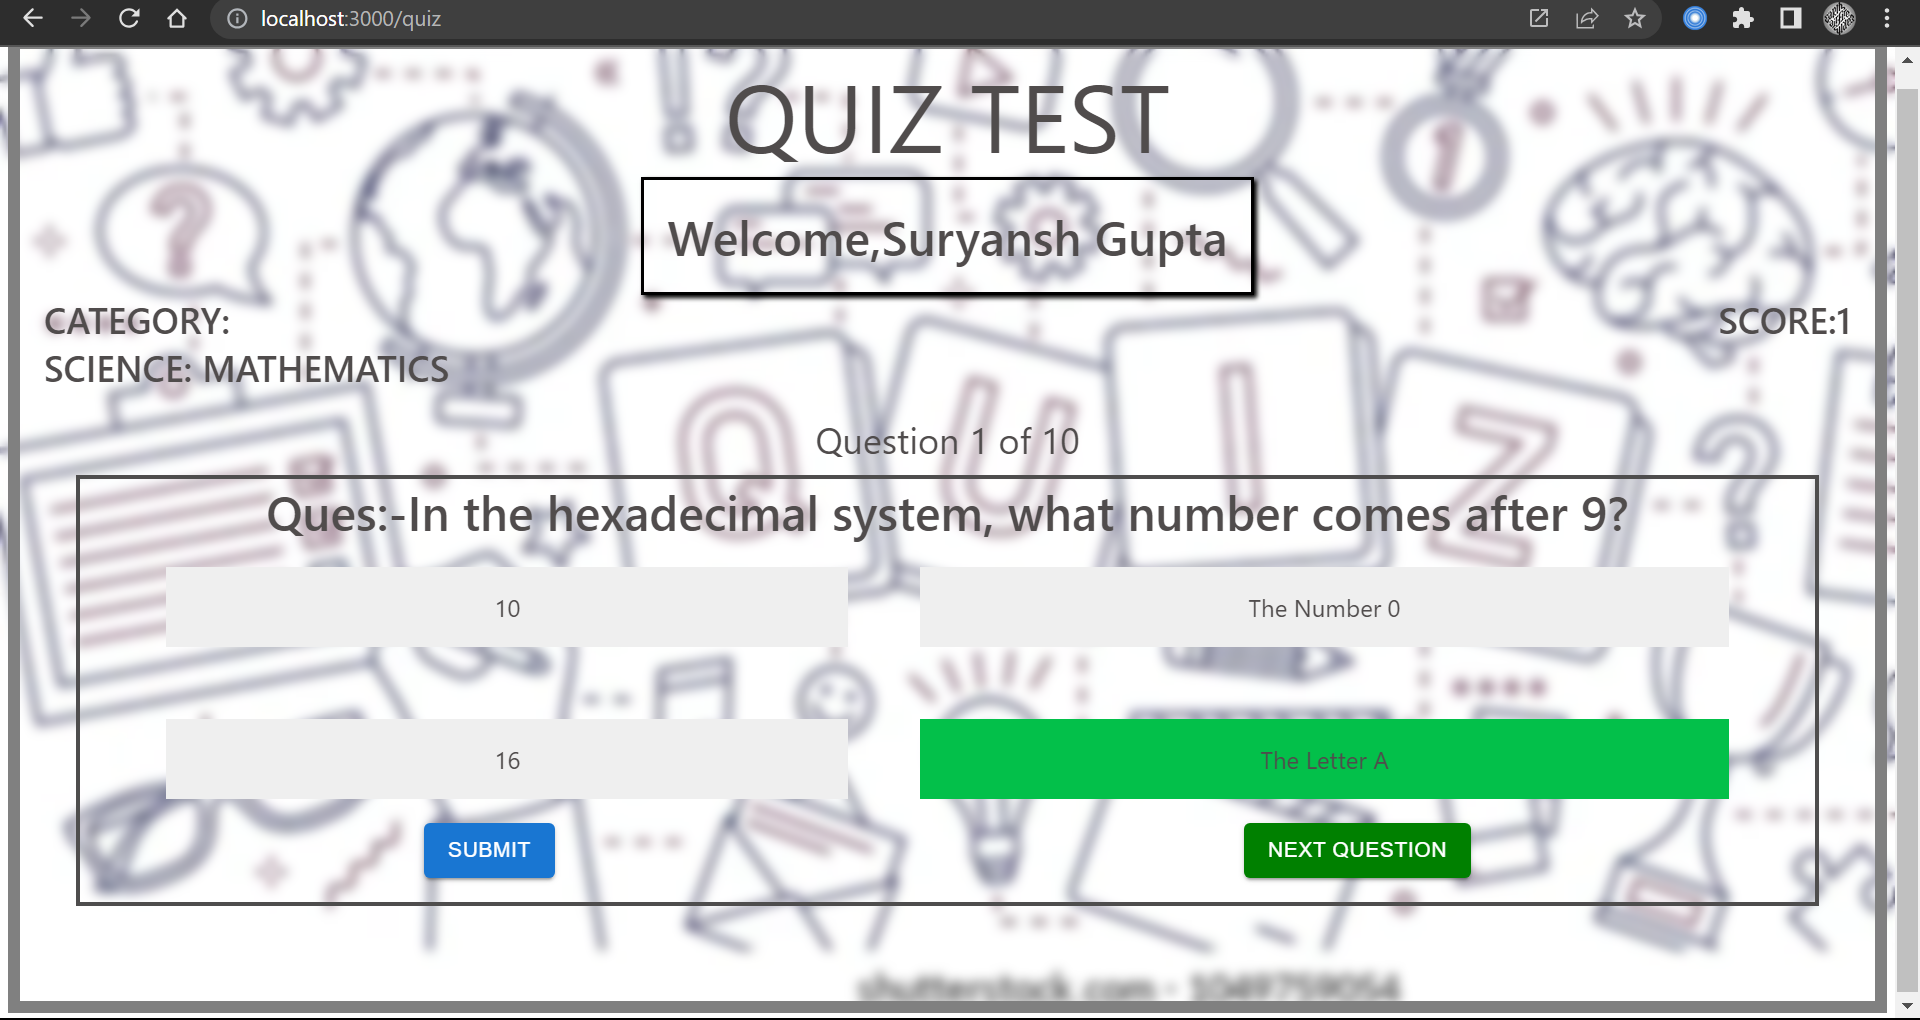 localhost:3000/quiz
QUIZ TEST
Welcome,Suryansh Gupta
CATEGORY:
SCORE:1
SCIENCE: MATHEMATICS
QUIZ
Question 1 of 10
Ques:-In the hexadecimal system, what number comes after 9?
10
The Number 0
16
The Letter A
SUBMIT
NEXT QUESTION
shutterstock.com · 1049759054